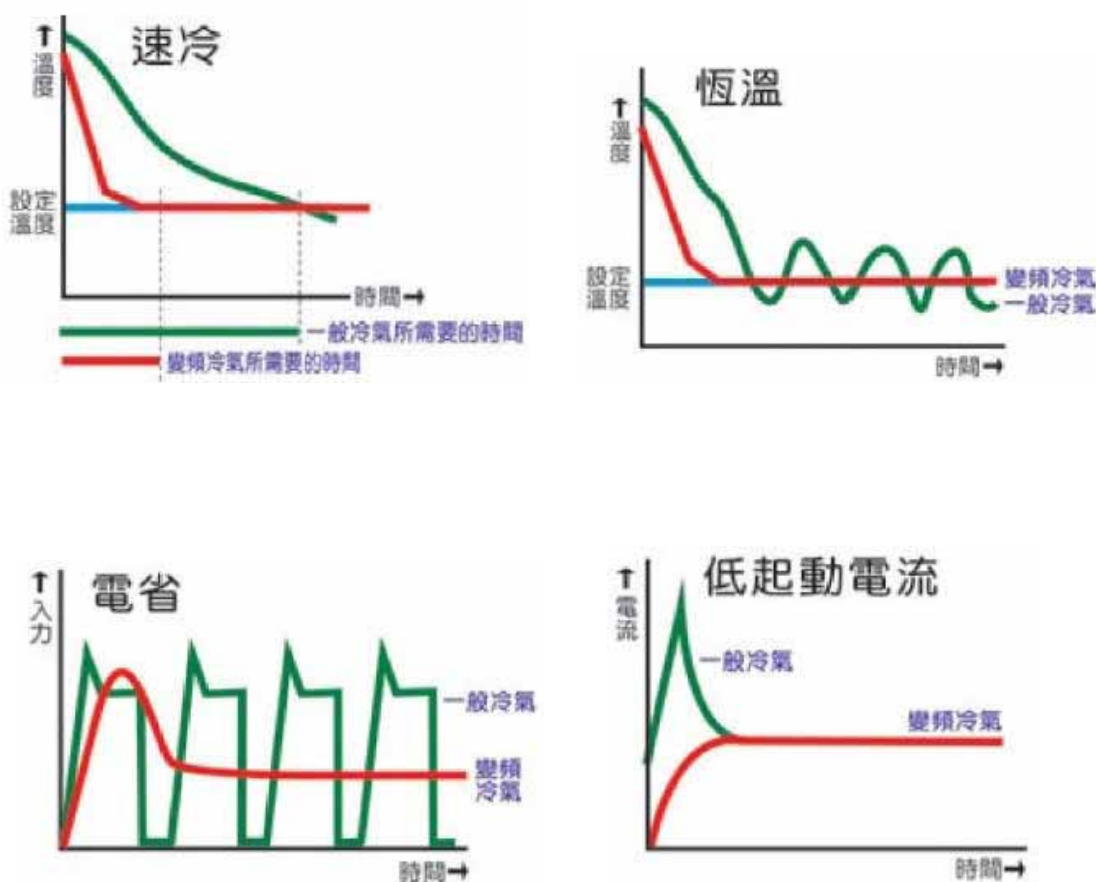 速冷
↑溫度
設定
溫度
時間→
一般冷氣所需要的時間
變頻冷氣所需要的時間
恆溫
↑溫度
設定
溫度
變頻冷氣
一般冷氣
時間→
電省
↑入力
一般冷氣
變頻
冷氣
時間→
低起動電流
↑電流
一般冷氣
變頻冷氣
時間→